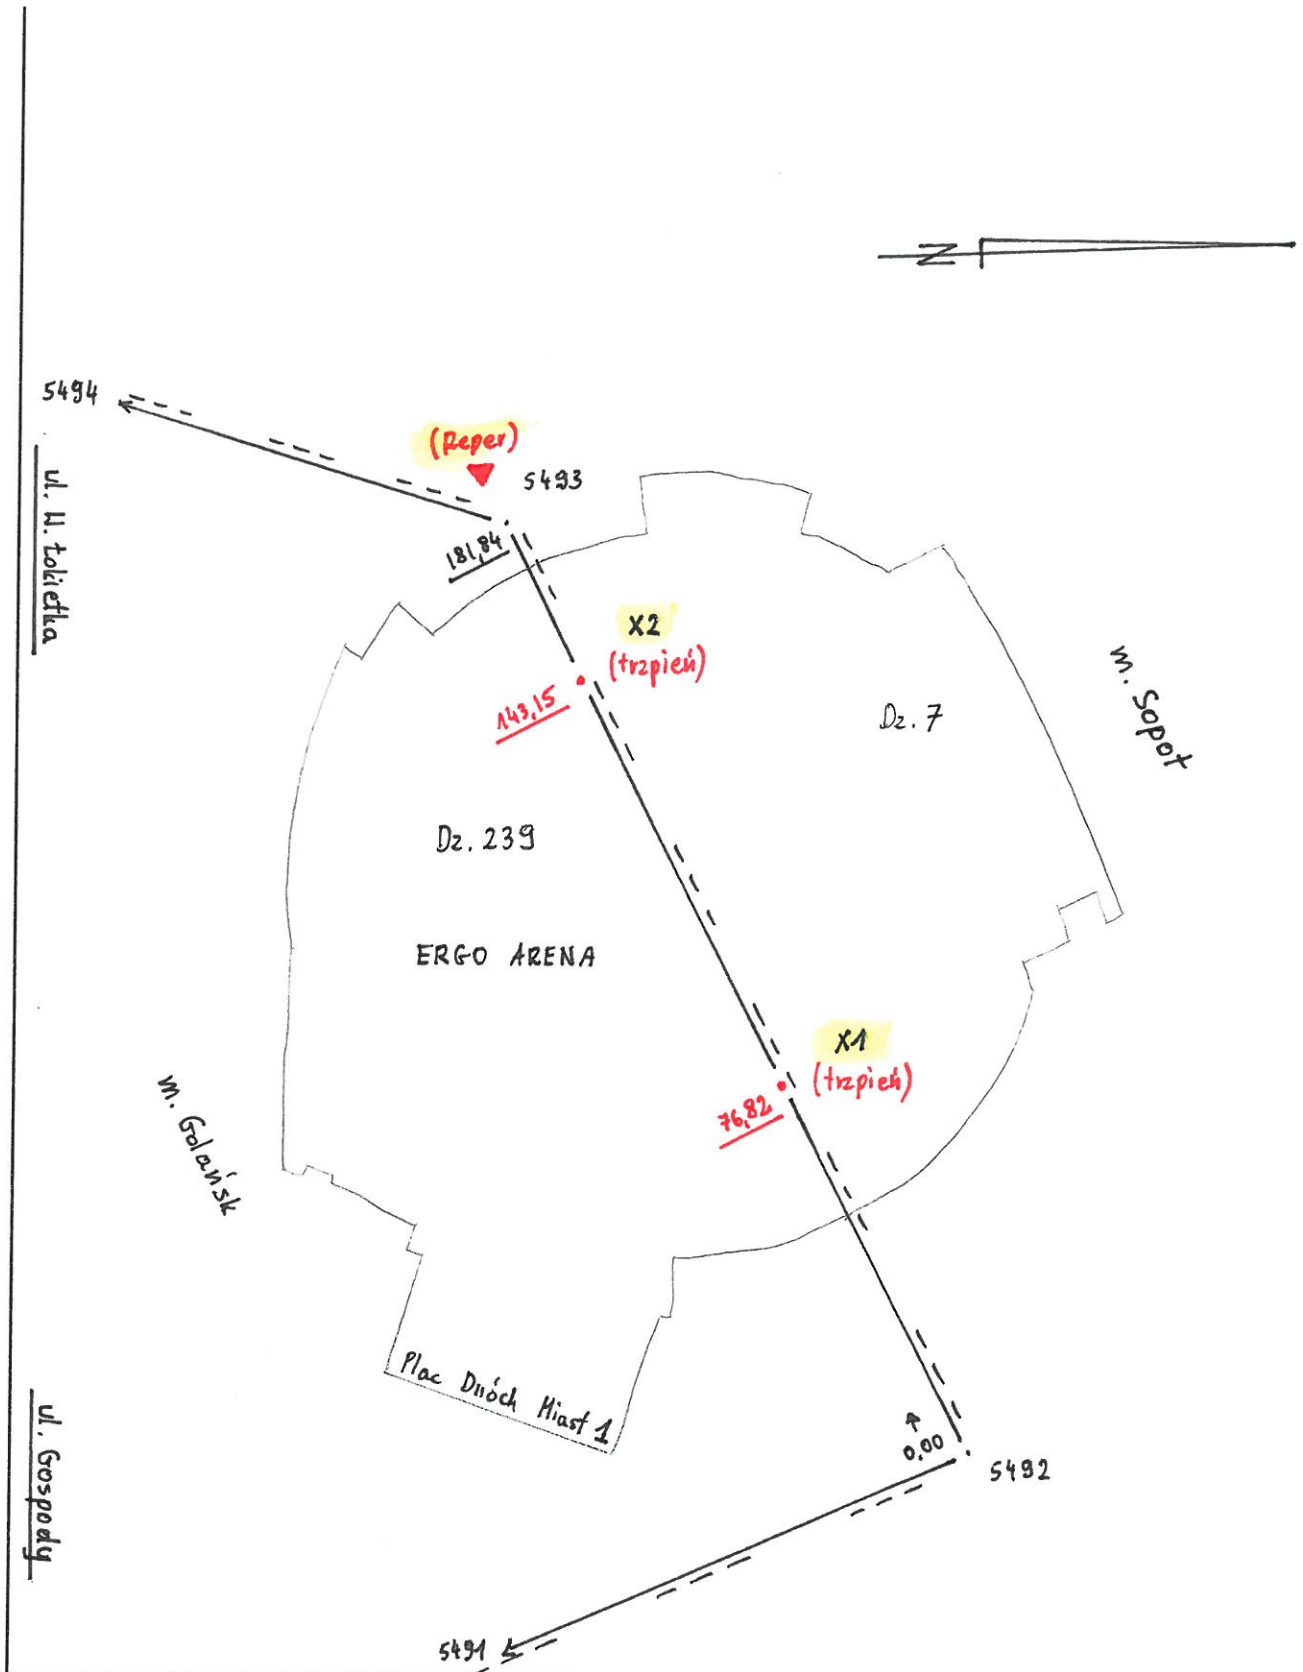 N
5494
(Reper)
5493
181,84
ul. W. Łokietka
X2
(trzpień)
143,15
Dz. 7
m. Sopot
Dz. 239
ERGO ARENA
X1
(trzpień)
76,82
m. Gdańsk
Plac Dwóch Miast 1
0,00
5492
ul. Gospody
5491